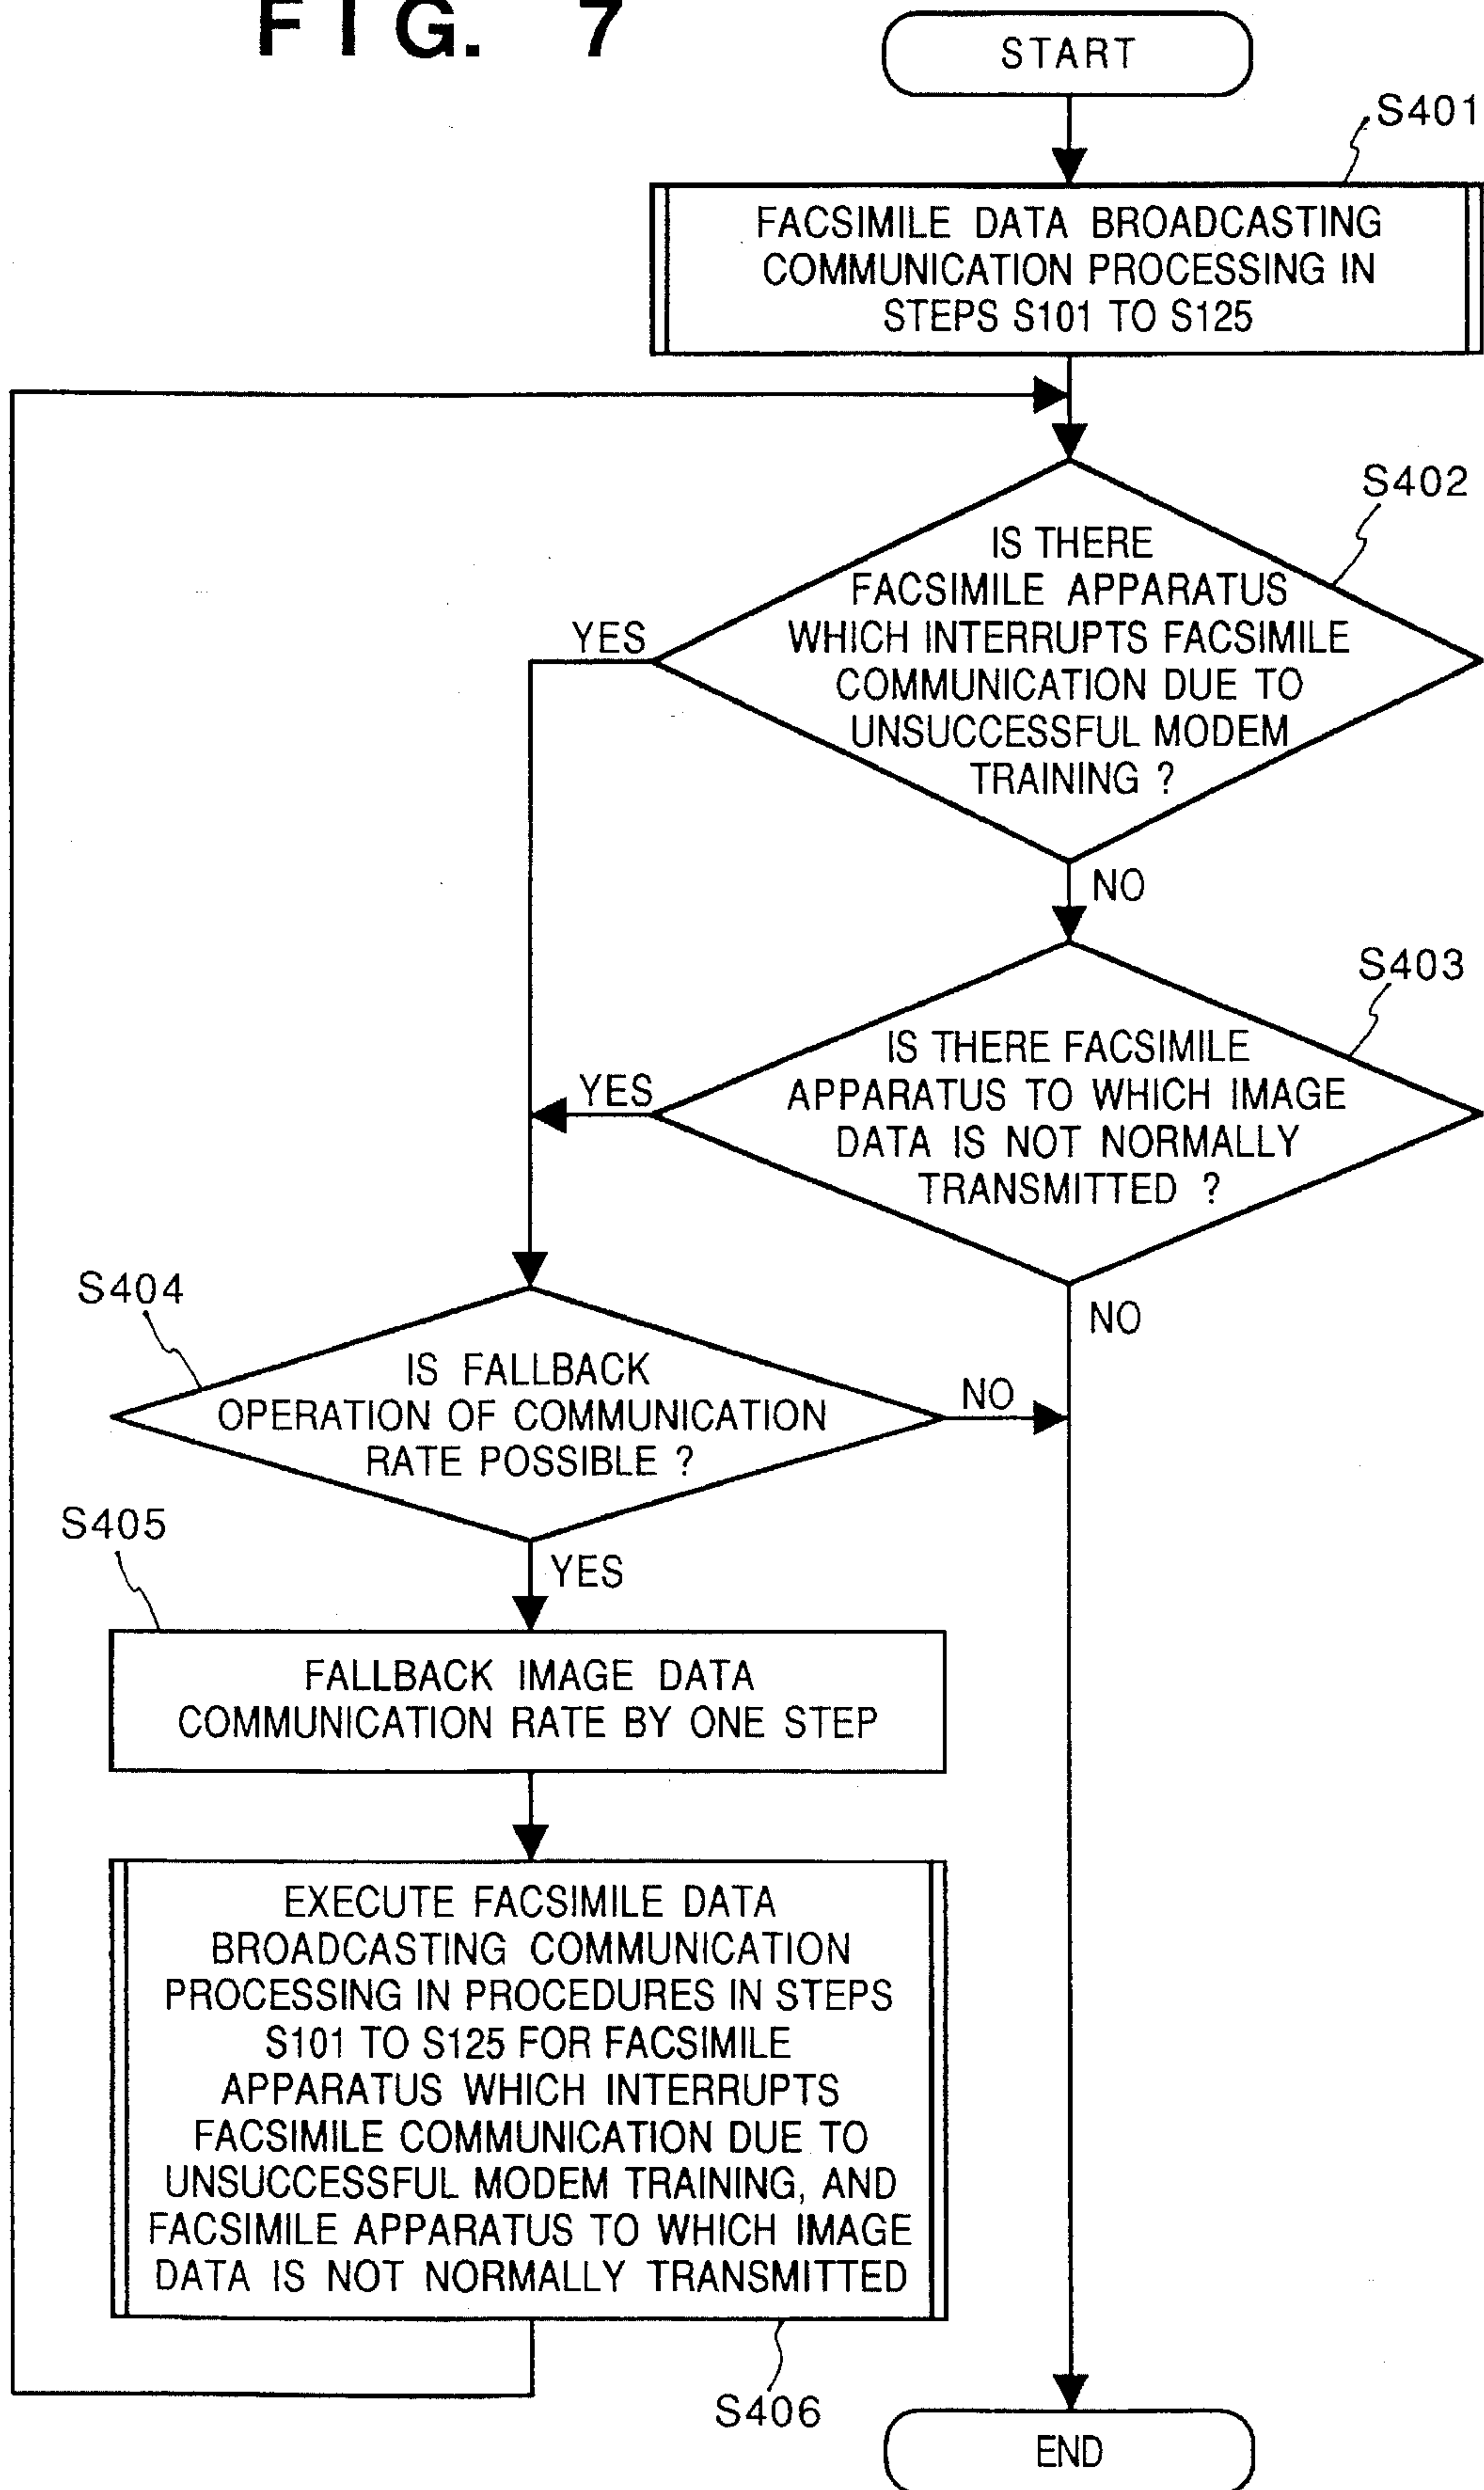 FIG. 7
START
S401
FACSIMILE DATA BROADCASTING
COMMUNICATION PROCESSING IN
STEPS S101 TO S125
S402
IS THERE
FACSIMILE APPARATUS
WHICH INTERRUPTS FACSIMILE
COMMUNICATION DUE TO
UNSUCCESSFUL MODEM
TRAINING ?
YES
NO
S403
IS THERE FACSIMILE
APPARATUS TO WHICH IMAGE
DATA IS NOT NORMALLY
TRANSMITTED ?
YES
NO
S404
IS FALLBACK
OPERATION OF COMMUNICATION
RATE POSSIBLE ?
NO
YES
S405
FALLBACK IMAGE DATA
COMMUNICATION RATE BY ONE STEP
EXECUTE FACSIMILE DATA
BROADCASTING COMMUNICATION
PROCESSING IN PROCEDURES IN STEPS
S101 TO S125 FOR FACSIMILE
APPARATUS WHICH INTERRUPTS
FACSIMILE COMMUNICATION DUE TO
UNSUCCESSFUL MODEM TRAINING, AND
FACSIMILE APPARATUS TO WHICH IMAGE
DATA IS NOT NORMALLY TRANSMITTED
S406
END